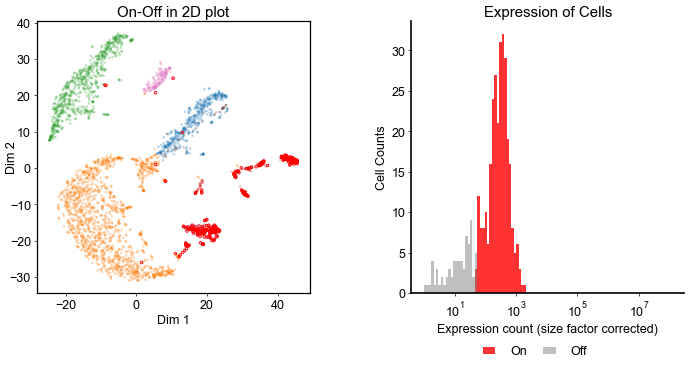 On-Off in 2D plot
Dim 2
40
30
20
10
0
−10
−20
−30
−20
0
20
40
Dim 1
Expression of Cells
Cell Counts
30
25
20
15
10
5
0
10^1
10^3
10^5
10^7
Expression count (size factor corrected)
On
Off